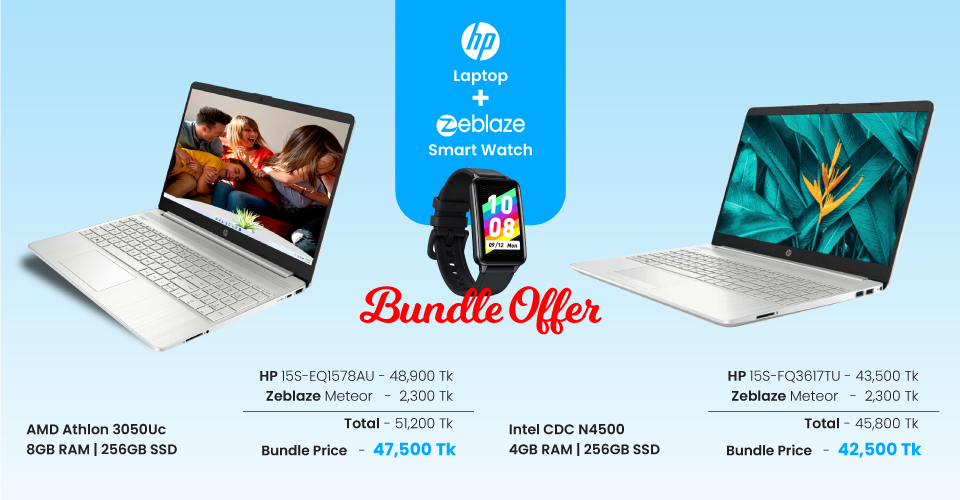 hp
Laptop
+
Zeblaze
Smart Watch
10
08
09/12 Mon
Bundle Offer
HP 15S-EQ1578AU - 48,900 Tk
Zeblaze Meteor - 2,300 Tk
Total - 51,200 Tk
Bundle Price - 47,500 Tk
AMD Athlon 3050Uc
8GB RAM | 256GB SSD
HP 15S-FQ3617TU - 43,500 Tk
Zeblaze Meteor - 2,300 Tk
Total - 45,800 Tk
Bundle Price - 42,500 Tk
Intel CDC N4500
4GB RAM | 256GB SSD